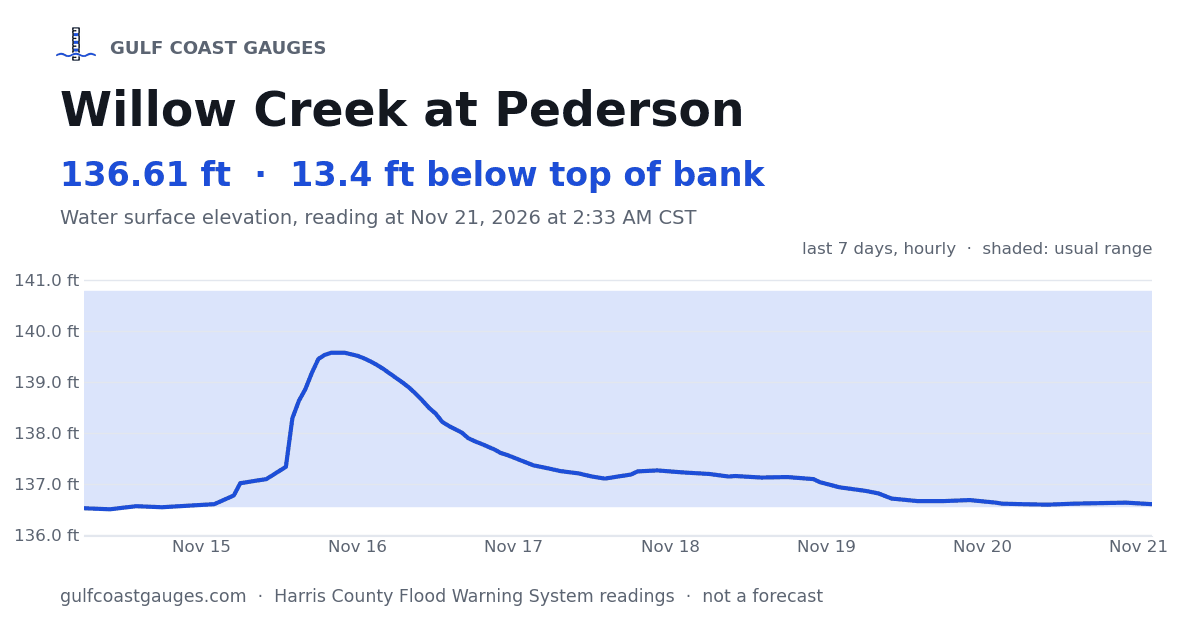 GULF COAST GAUGES
Willow Creek at Pederson
136.61 ft · 13.4 ft below top of bank
Water surface elevation, reading at Nov 21, 2026 at 2:33 AM CST
last 7 days, hourly · shaded: usual range
141.0 ft
140.0 ft
139.0 ft
138.0 ft
137.0 ft
136.0 ft
Nov 15 Nov 16 Nov 17 Nov 18 Nov 19 Nov 20 Nov 21
gulfcoastgauges.com · Harris County Flood Warning System readings · not a forecast